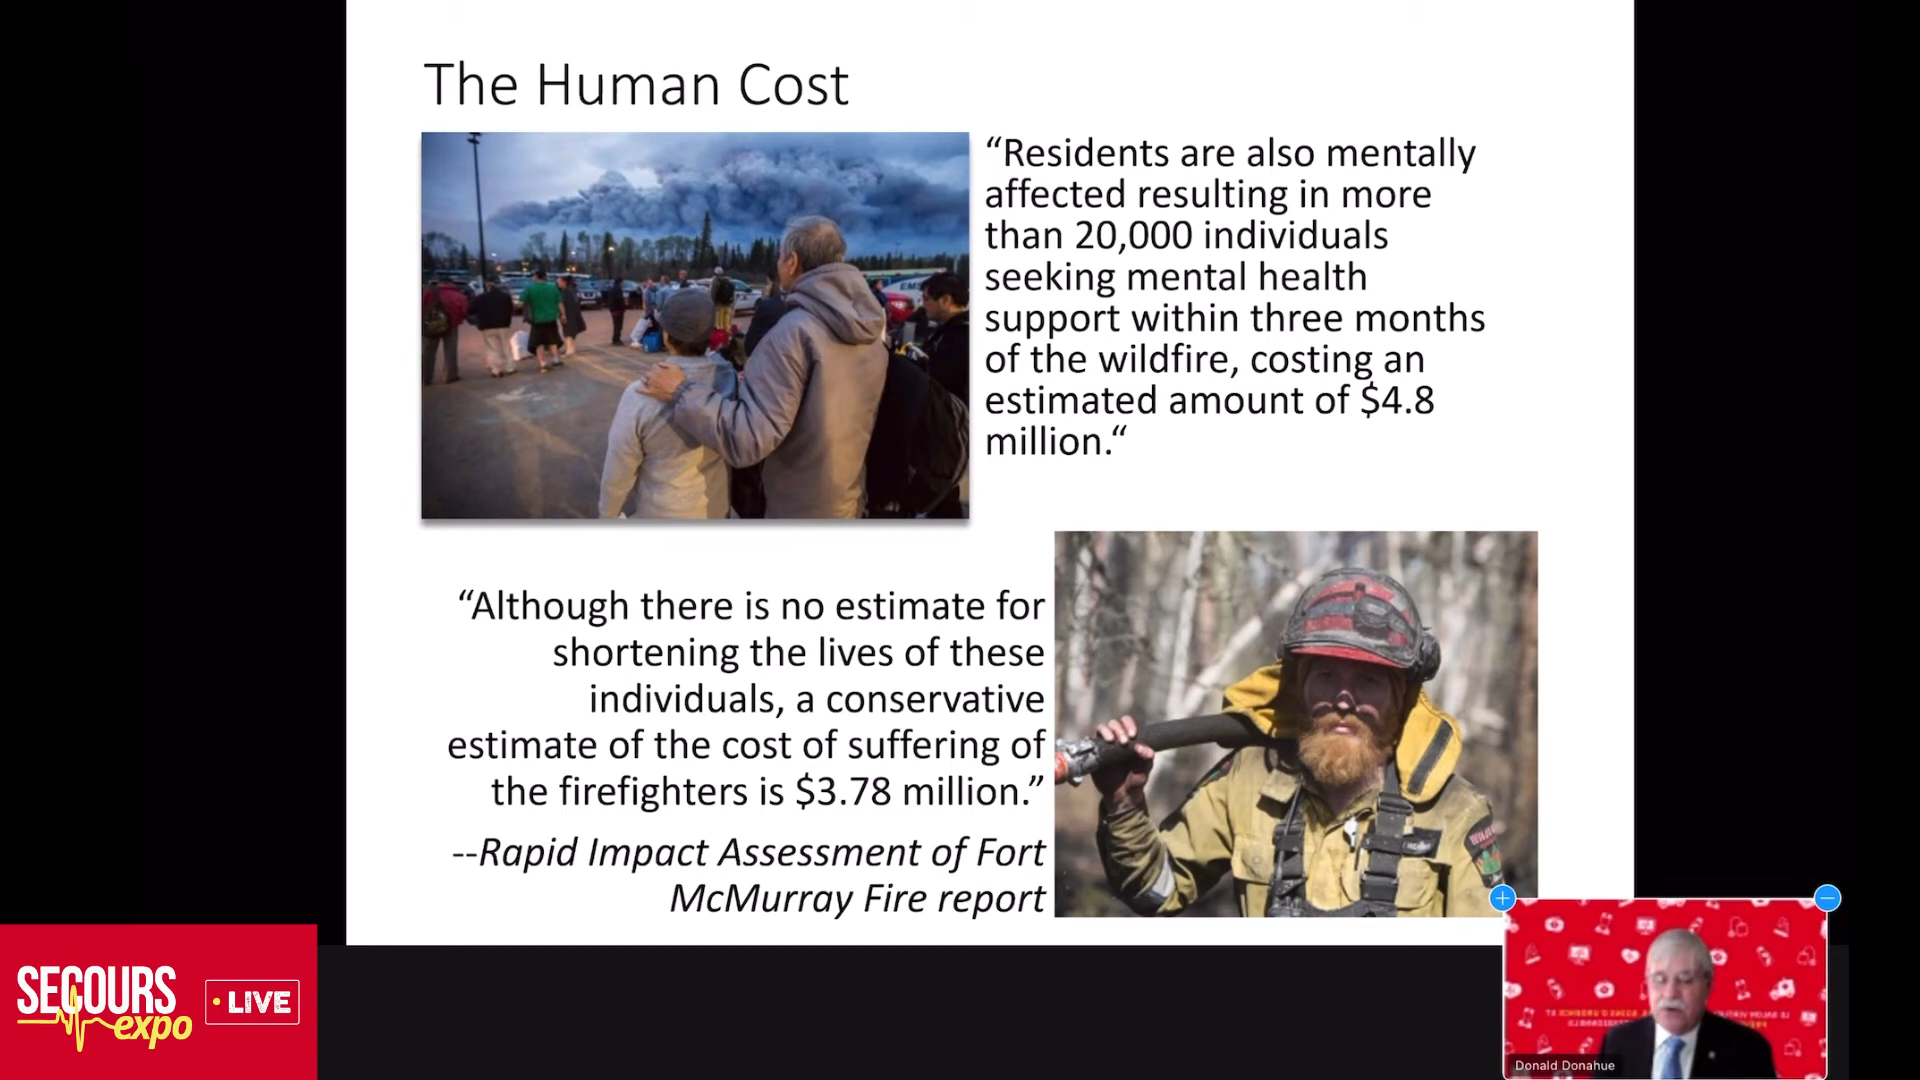 The Human Cost
“Residents are also mentally
affected resulting in more
than 20,000 individuals
seeking mental health
support within three months
of the wildfire, costing an
estimated amount of $4.8
million.“
“Although there is no estimate for
shortening the lives of these
individuals, a conservative
estimate of the cost of suffering of
the firefighters is $3.78 million.”
--Rapid Impact Assessment of Fort
McMurray Fire report
EMS
SECOURS
expo
LIVE
Donald Donahue